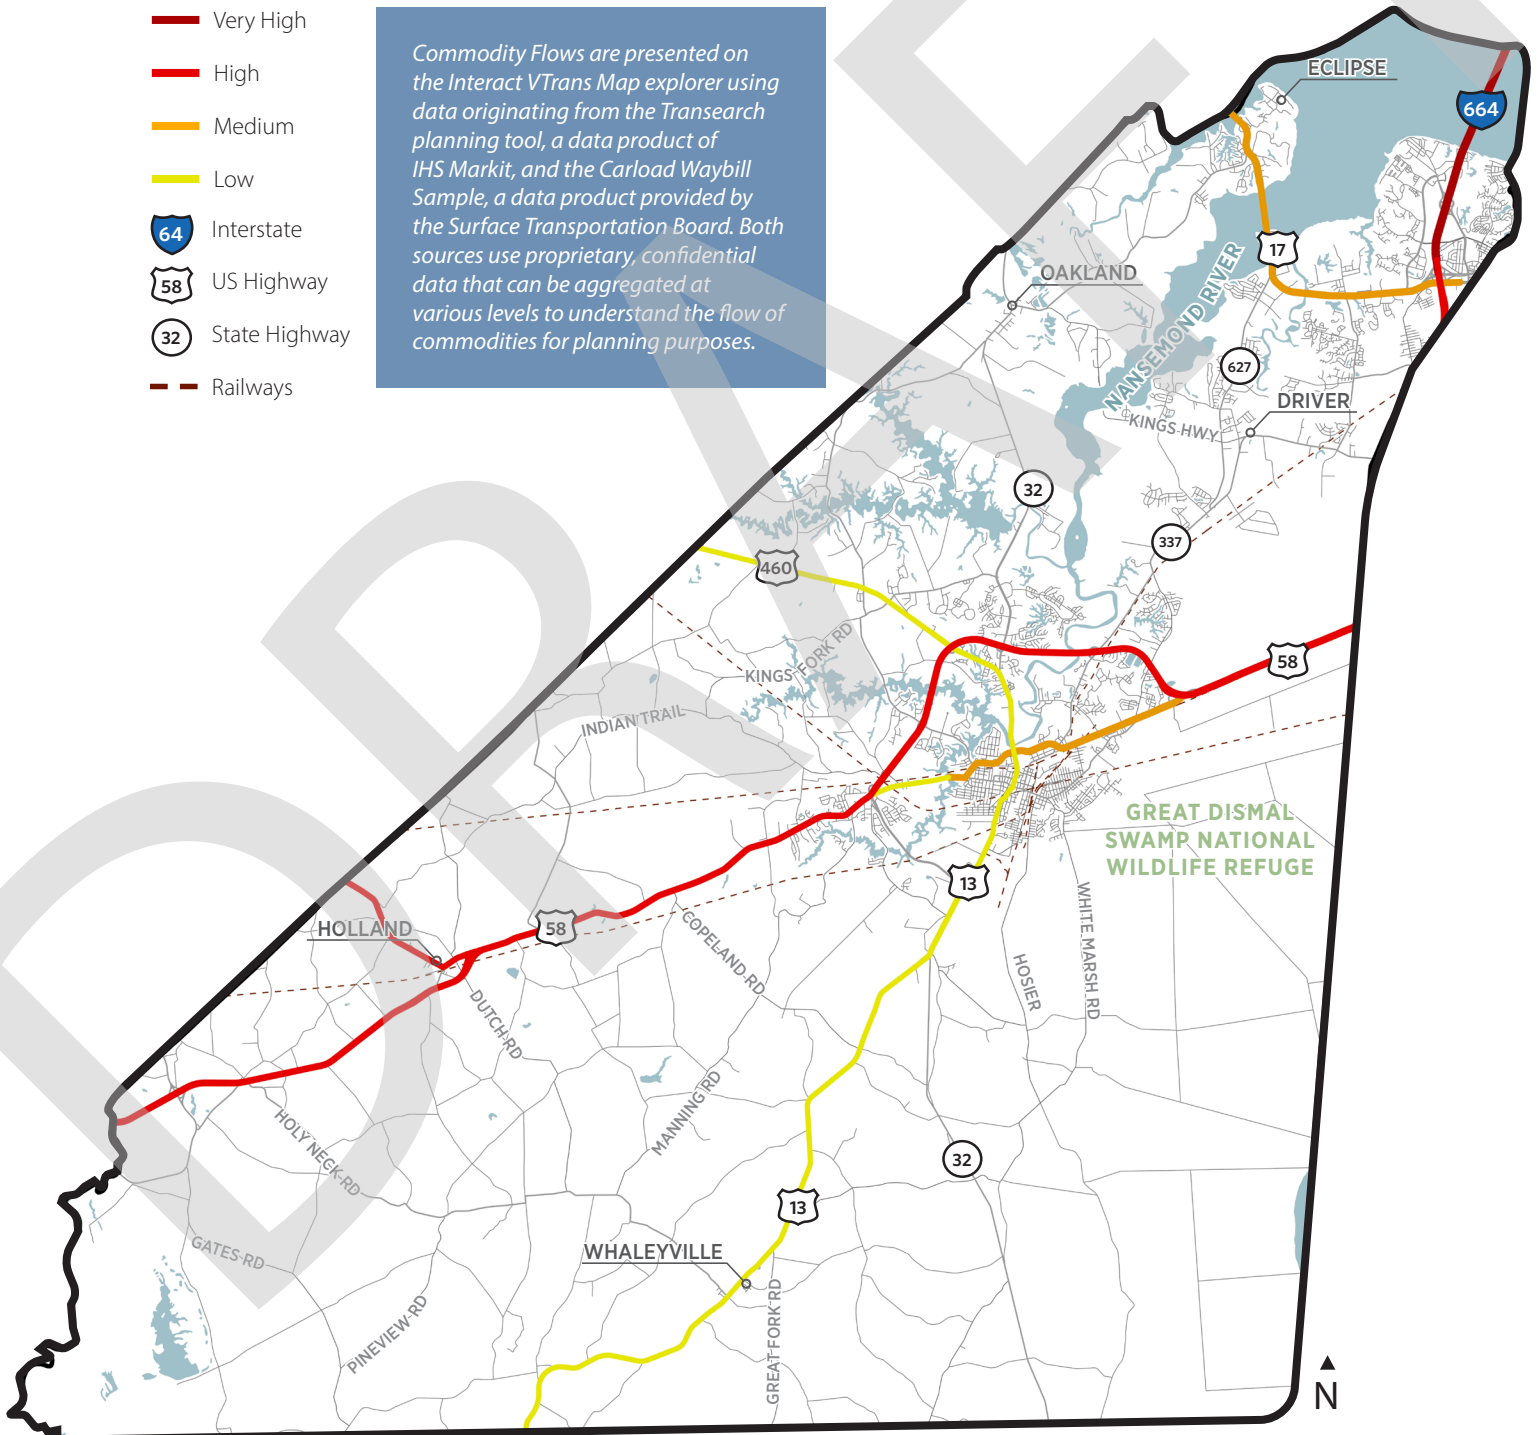 Very High
High
Medium
Low
64
Interstate
58
US Highway
32
State Highway
Railways
Commodity Flows are presented on
the Interact VTrans Map explorer using
data originating from the Transearch
planning tool, a data product of
IHS Markit, and the Carload Waybill
Sample, a data product provided by
the Surface Transportation Board. Both
sources use proprietary, confidential
data that can be aggregated at
various levels to understand the flow of
commodities for planning purposes.
ECLIPSE
664
17
OAKLAND
NANSEMOND RIVER
627
DRIVER
KINGS HWY
32
337
460
KINGS FORK RD
58
INDIAN TRAIL
GREAT DISMAL
SWAMP NATIONAL
WILDLIFE REFUGE
13
HOLLAND
58
COPELAND RD
WHITE MARSH RD
HOSIER
DUTCH RD
MANNING RD
HOLY NECK RD
32
13
GATES RD
WHALEYVILLE
PINEVIEW RD
GREAT FORK RD
N
DRAFT